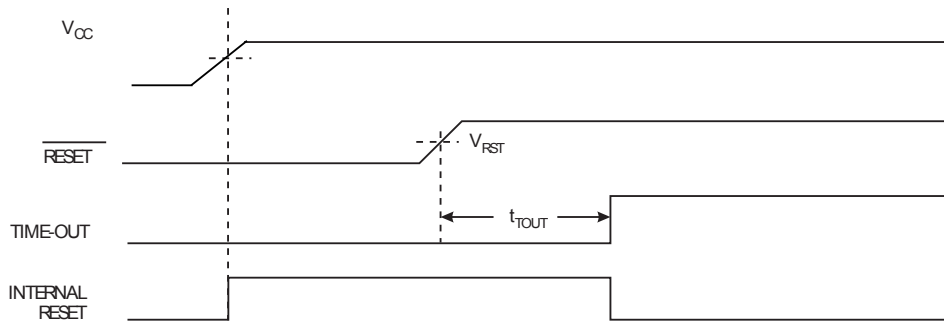 VCC
RESET
VRST
tTOUT
TIME-OUT
INTERNAL
RESET